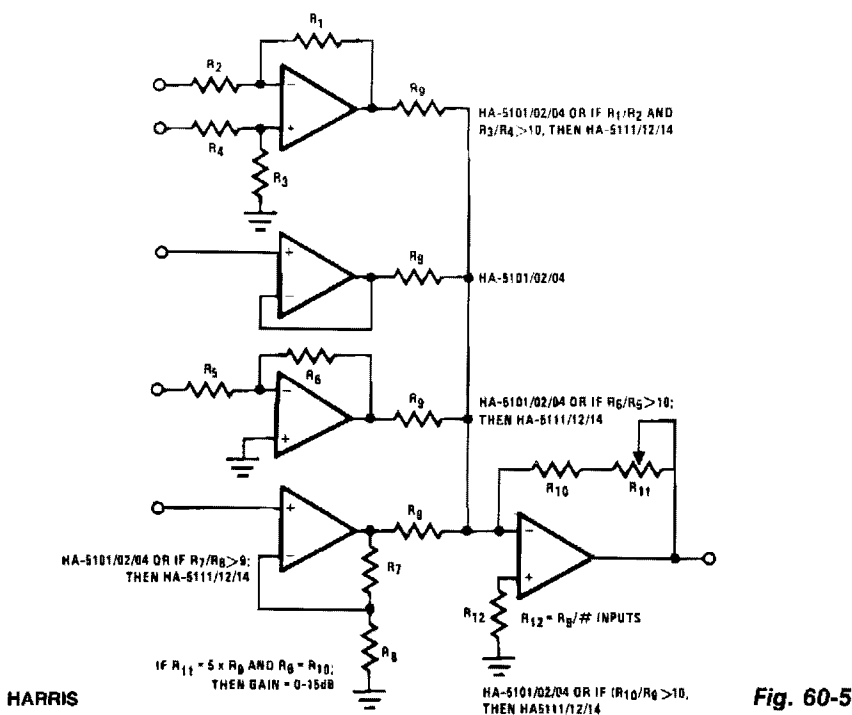 R1
R2
R9
R4
R3
HA-5101/02/04 OR IF R1/R2 AND
R3/R4,>10, THEN HA-5111/12/14
R9
HA-5101/02/04
R5
R6
R9
HA-5101/02/04 OR IF R6/R5>10;
THEN HA-5111/12/14
R10
R11
R9
HA-5101/02/04 OR IF R7/R8>9;
THEN HA-5111/12/14
R7
R12
R12 = R9/# INPUTS
R8
IF R11 = 5 x R9 AND R9 = R10;
THEN GAIN = 0-15dB
HA-5101/02/04 OR IF (R10/R9 >10,
THEN HA5111/12/14
HARRIS
Fig. 60-5